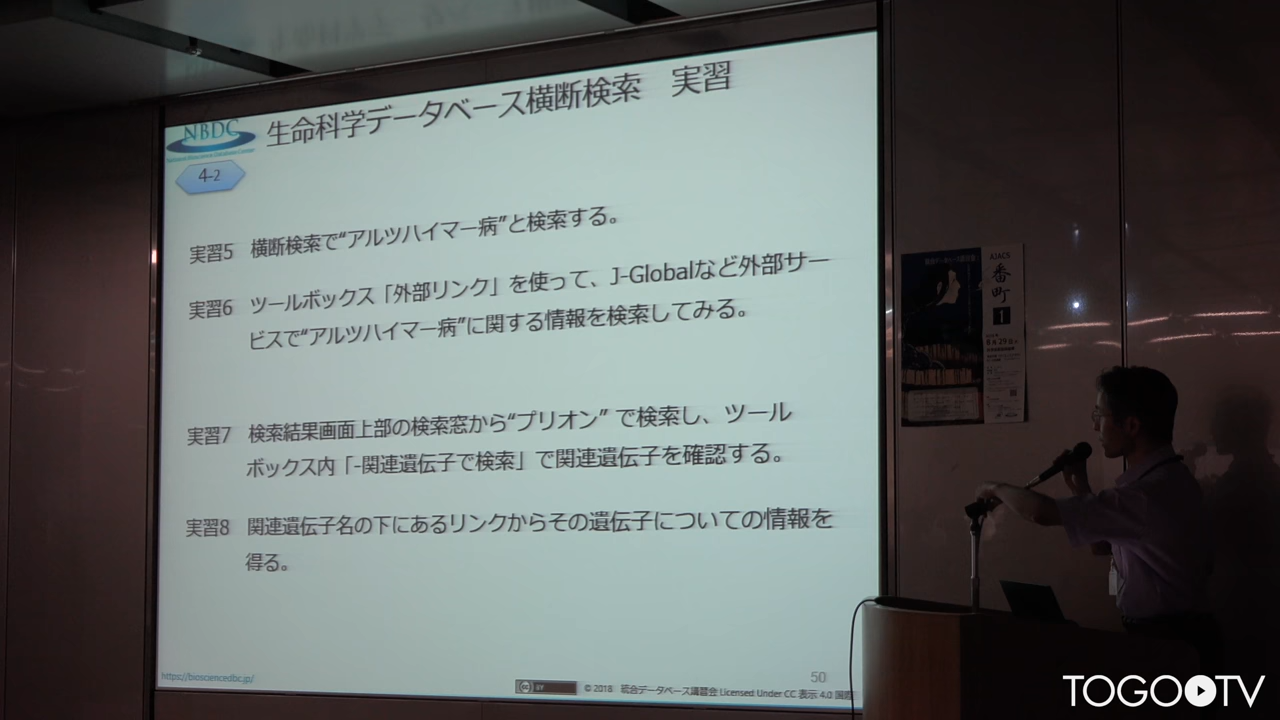 生命科学データベース横断検索　実習
NBDC
4-2
実習5　横断検索で“アルツハイマー病”と検索する。
実習6　ツールボックス「外部リンク」を使って、J-Globalなど外部サー
ビスで“アルツハイマー病”に関する情報を検索してみる。
実習7　検索結果画面上部の検索窓から“プリオン” で検索し、ツール
ボックス内「-関連遺伝子で検索」で関連遺伝子を確認する。
実習8　関連遺伝子名の下にあるリンクからその遺伝子についての情報を
得る。
https://biosciencedbc.jp/
cc BY
© 2018　統合データベース講習会 Licensed Under CC 表示 4.0 国際
50
AJACS
番町
1
8月29日
TOGOTV